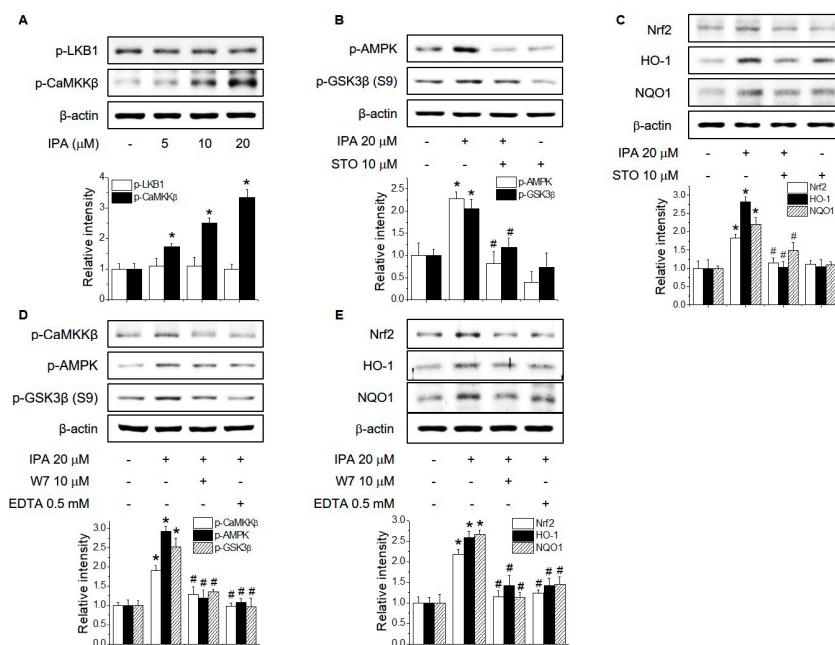 A
p-LKB1
p-CaMKKβ
β-actin
IPA (μM) - 5 10 20
p-LKB1
p-CaMKKβ
Relative intensity
4
3
2
1
0
B
p-AMPK
p-GSK3β (S9)
β-actin
IPA 20 μM - + + -
STO 10 μM - - + +
p-AMPK
p-GSK3β
Relative intensity
2.5
2.0
1.5
1.0
0.5
0.0
C
Nrf2
HO-1
NQO1
β-actin
IPA 20 μM - + + -
STO 10 μM - - + +
Nrf2
HO-1
NQO1
Relative intensity
3.0
2.5
2.0
1.5
1.0
0.5
0.0
D
p-CaMKKβ
p-AMPK
p-GSK3β (S9)
β-actin
IPA 20 μM - + + +
W7 10 μM - - + -
EDTA 0.5 mM - - - +
p-CaMKKβ
p-AMPK
p-GSK3β
Relative intensity
3.0
2.5
2.0
1.5
1.0
0.5
0.0
E
Nrf2
HO-1
NQO1
β-actin
IPA 20 μM - + + +
W7 10 μM - - + -
EDTA 0.5 mM - - - +
Nrf2
HO-1
NQO1
Relative intensity
3.0
2.5
2.0
1.5
1.0
0.5
0.0